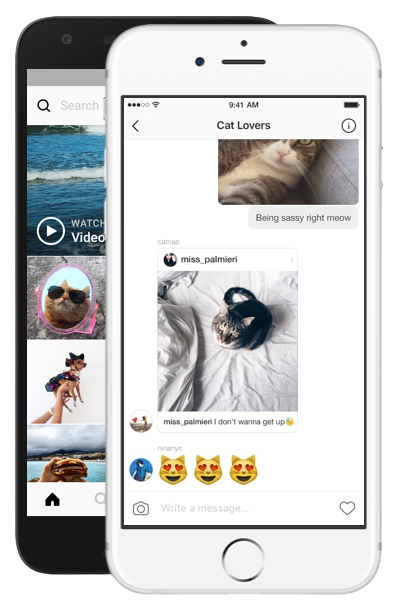 Search
WATCH
Video
9:41 AM
Cat Lovers
Being sassy right meow
catnap
miss_palmieri
miss_palmieri I don't wanna get up😴
ninanyc
😻😻😻
Write a message...